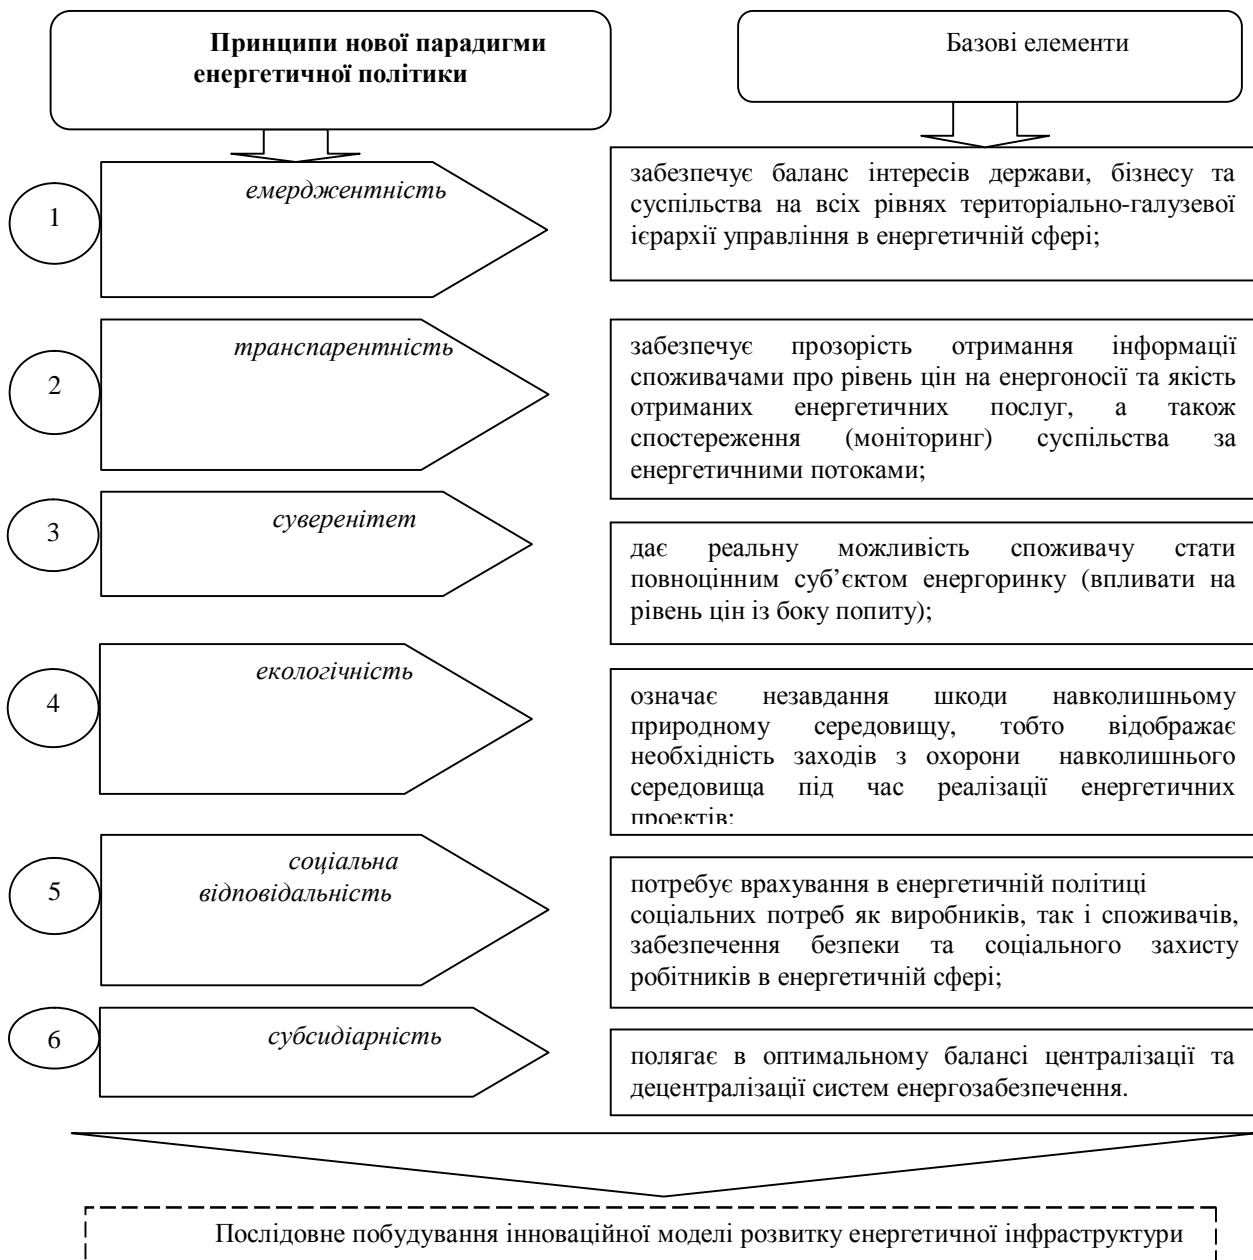 Принципи нової парадигми
енергетичної політики
Базові елементи
1
емерджентність
забезпечує баланс інтересів держави, бізнесу та
суспільства на всіх рівнях територіально-галузевої
ієрархії управління в енергетичній сфері;
2
транспарентність
забезпечує прозорість отримання інформації
споживачами про рівень цін на енергоносії та якість
отриманих енергетичних послуг, а також
спостереження (моніторинг) суспільства за
енергетичними потоками;
3
суверенітет
дає реальну можливість споживачу стати
повноцінним суб’єктом енергоринку (впливати на
рівень цін із боку попиту);
4
екологічність
означає незавдання шкоди навколишньому
природному середовищу, тобто відображає
необхідність заходів з охорони навколишнього
середовища під час реалізації енергетичних
проектів;
5
соціальна
відповідальність
потребує врахування в енергетичній політиці
соціальних потреб як виробників, так і споживачів,
забезпечення безпеки та соціального захисту
робітників в енергетичній сфері;
6
субсидіарність
полягає в оптимальному балансі централізації та
децентралізації систем енергозабезпечення.
Послідовне побудування інноваційної моделі розвитку енергетичної інфраструктури